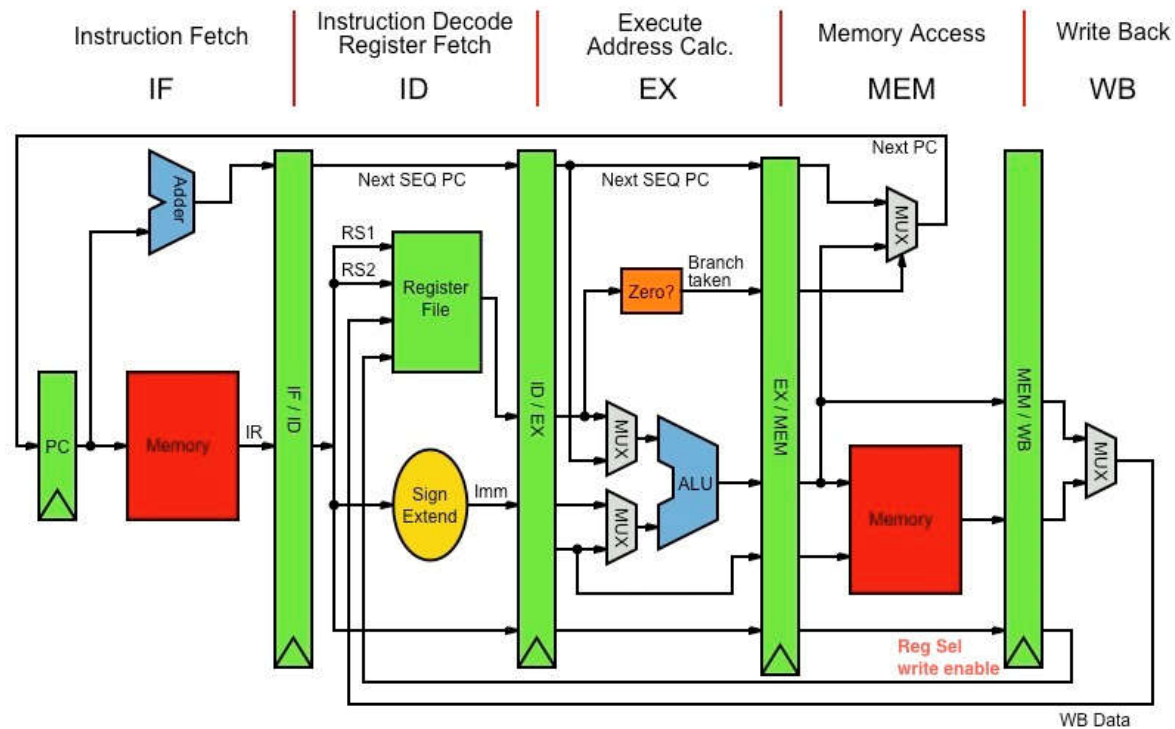 Instruction Fetch
IF
Instruction Decode
Register Fetch
ID
Execute
Address Calc.
EX
Memory Access
MEM
Write Back
WB
Next PC
Adder
Next SEQ PC
Next SEQ PC
MUX
RS1
RS2
Register
File
Branch
taken
Zero?
IF / ID
ID / EX
EX / MEM
MEM / WB
PC
Memory
IR
MUX
ALU
MUX
Sign
Extend
Imm
MUX
Memory
Reg Sel
write enable
WB Data